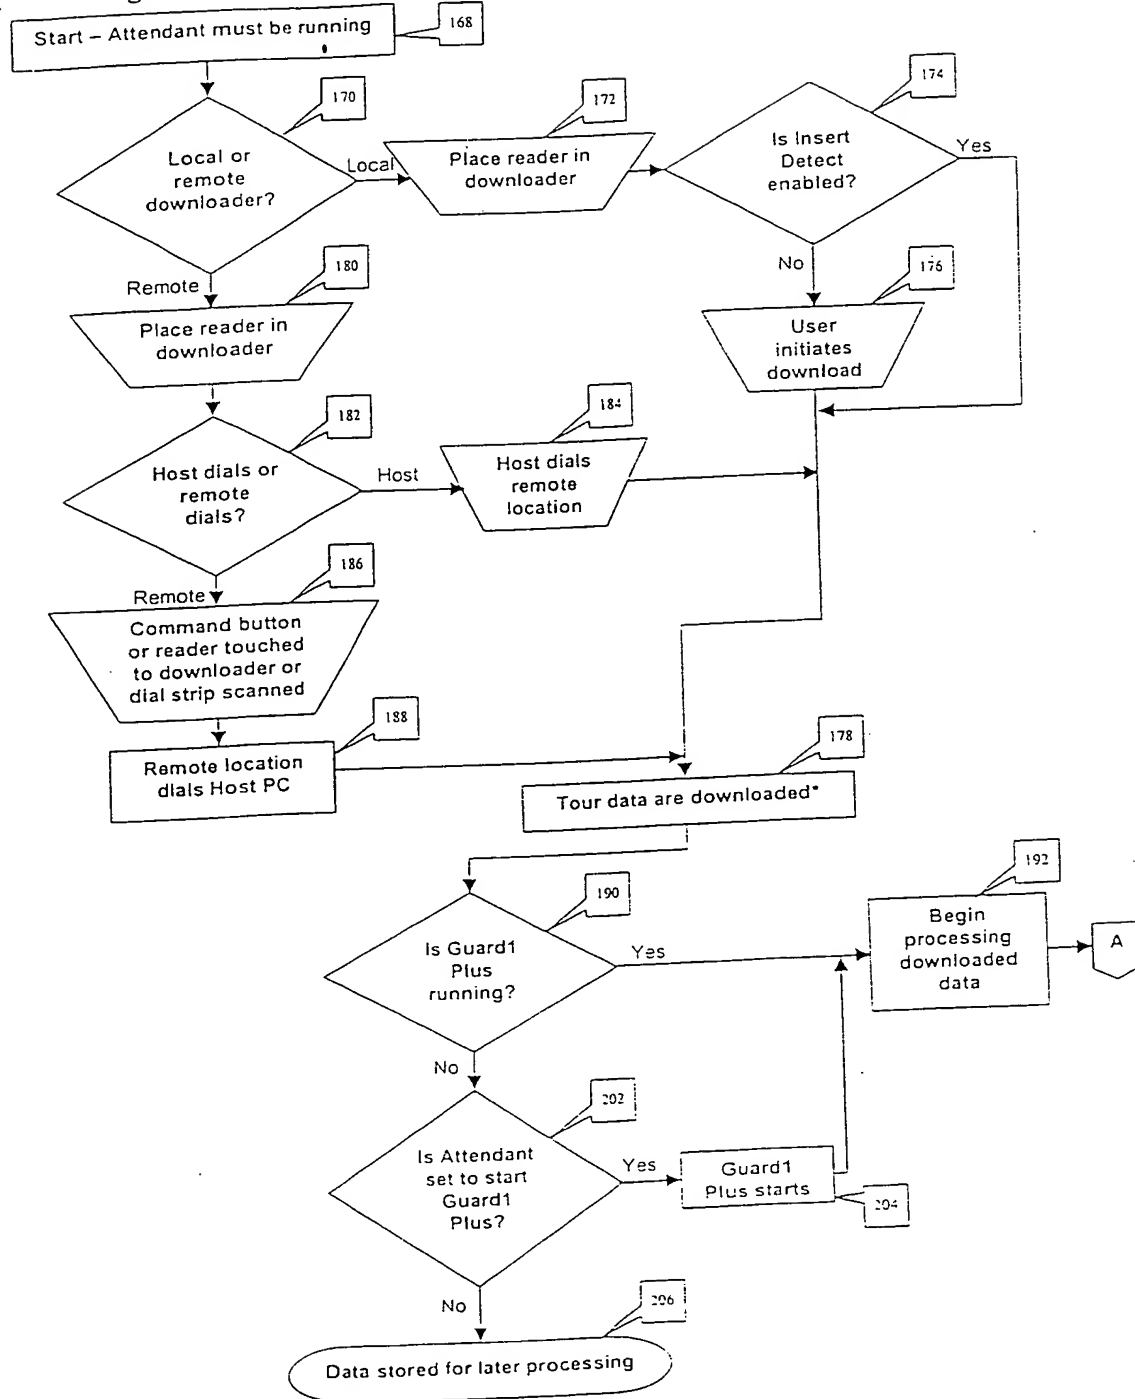 Start – Attendant must be running
168
170
Local or
remote
downloader?
Local
172
Place reader in
downloader
174
Is Insert
Detect
enabled?
Yes
No
176
User
initiates
download
Remote
180
Place reader in
downloader
182
Host dials or
remote
dials?
Host
184
Host dials
remote
location
Remote
186
Command button
or reader touched
to downloader or
dial strip scanned
188
Remote location
dials Host PC
178
Tour data are downloaded*
190
Is Guard1
Plus
running?
Yes
192
Begin
processing
downloaded
data
A
No
202
Is Attendant
set to start
Guard1
Plus?
Yes
Guard1
Plus starts
204
No
206
Data stored for later processing